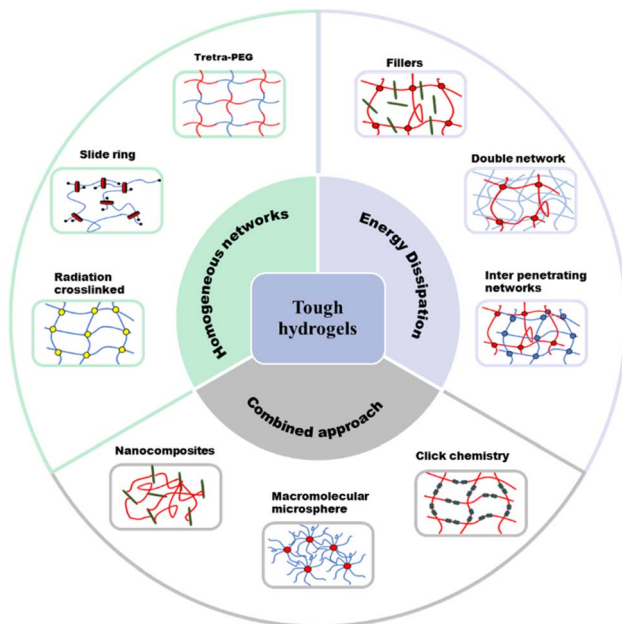 Tretra-PEG
Fillers
Slide ring
Double network
Radiation
crosslinked
Inter penetrating
networks
Homogeneous networks
Energy Dissipation
Tough
hydrogels
Combined approach
Nanocomposites
Macromolecular
microsphere
Click chemistry